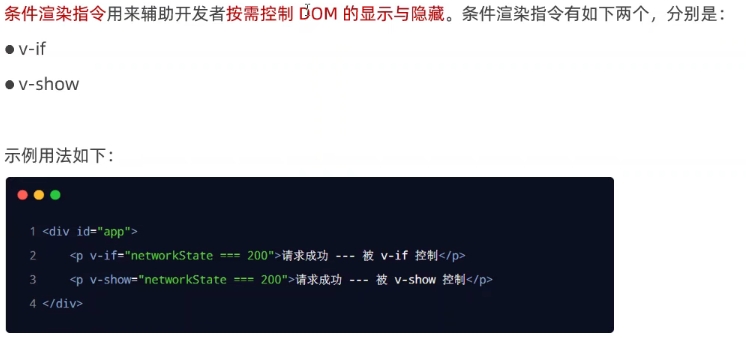 条件渲染指令用来辅助开发者按需控制 DOM 的显示与隐藏。条件渲染指令有如下两个，分别是：
● v-if
● v-show
示例用法如下：
1 <div id="app">
2     <p v-if="networkState === 200">请求成功 --- 被 v-if 控制</p>
3     <p v-show="networkState === 200">请求成功 --- 被 v-show 控制</p>
4 </div>